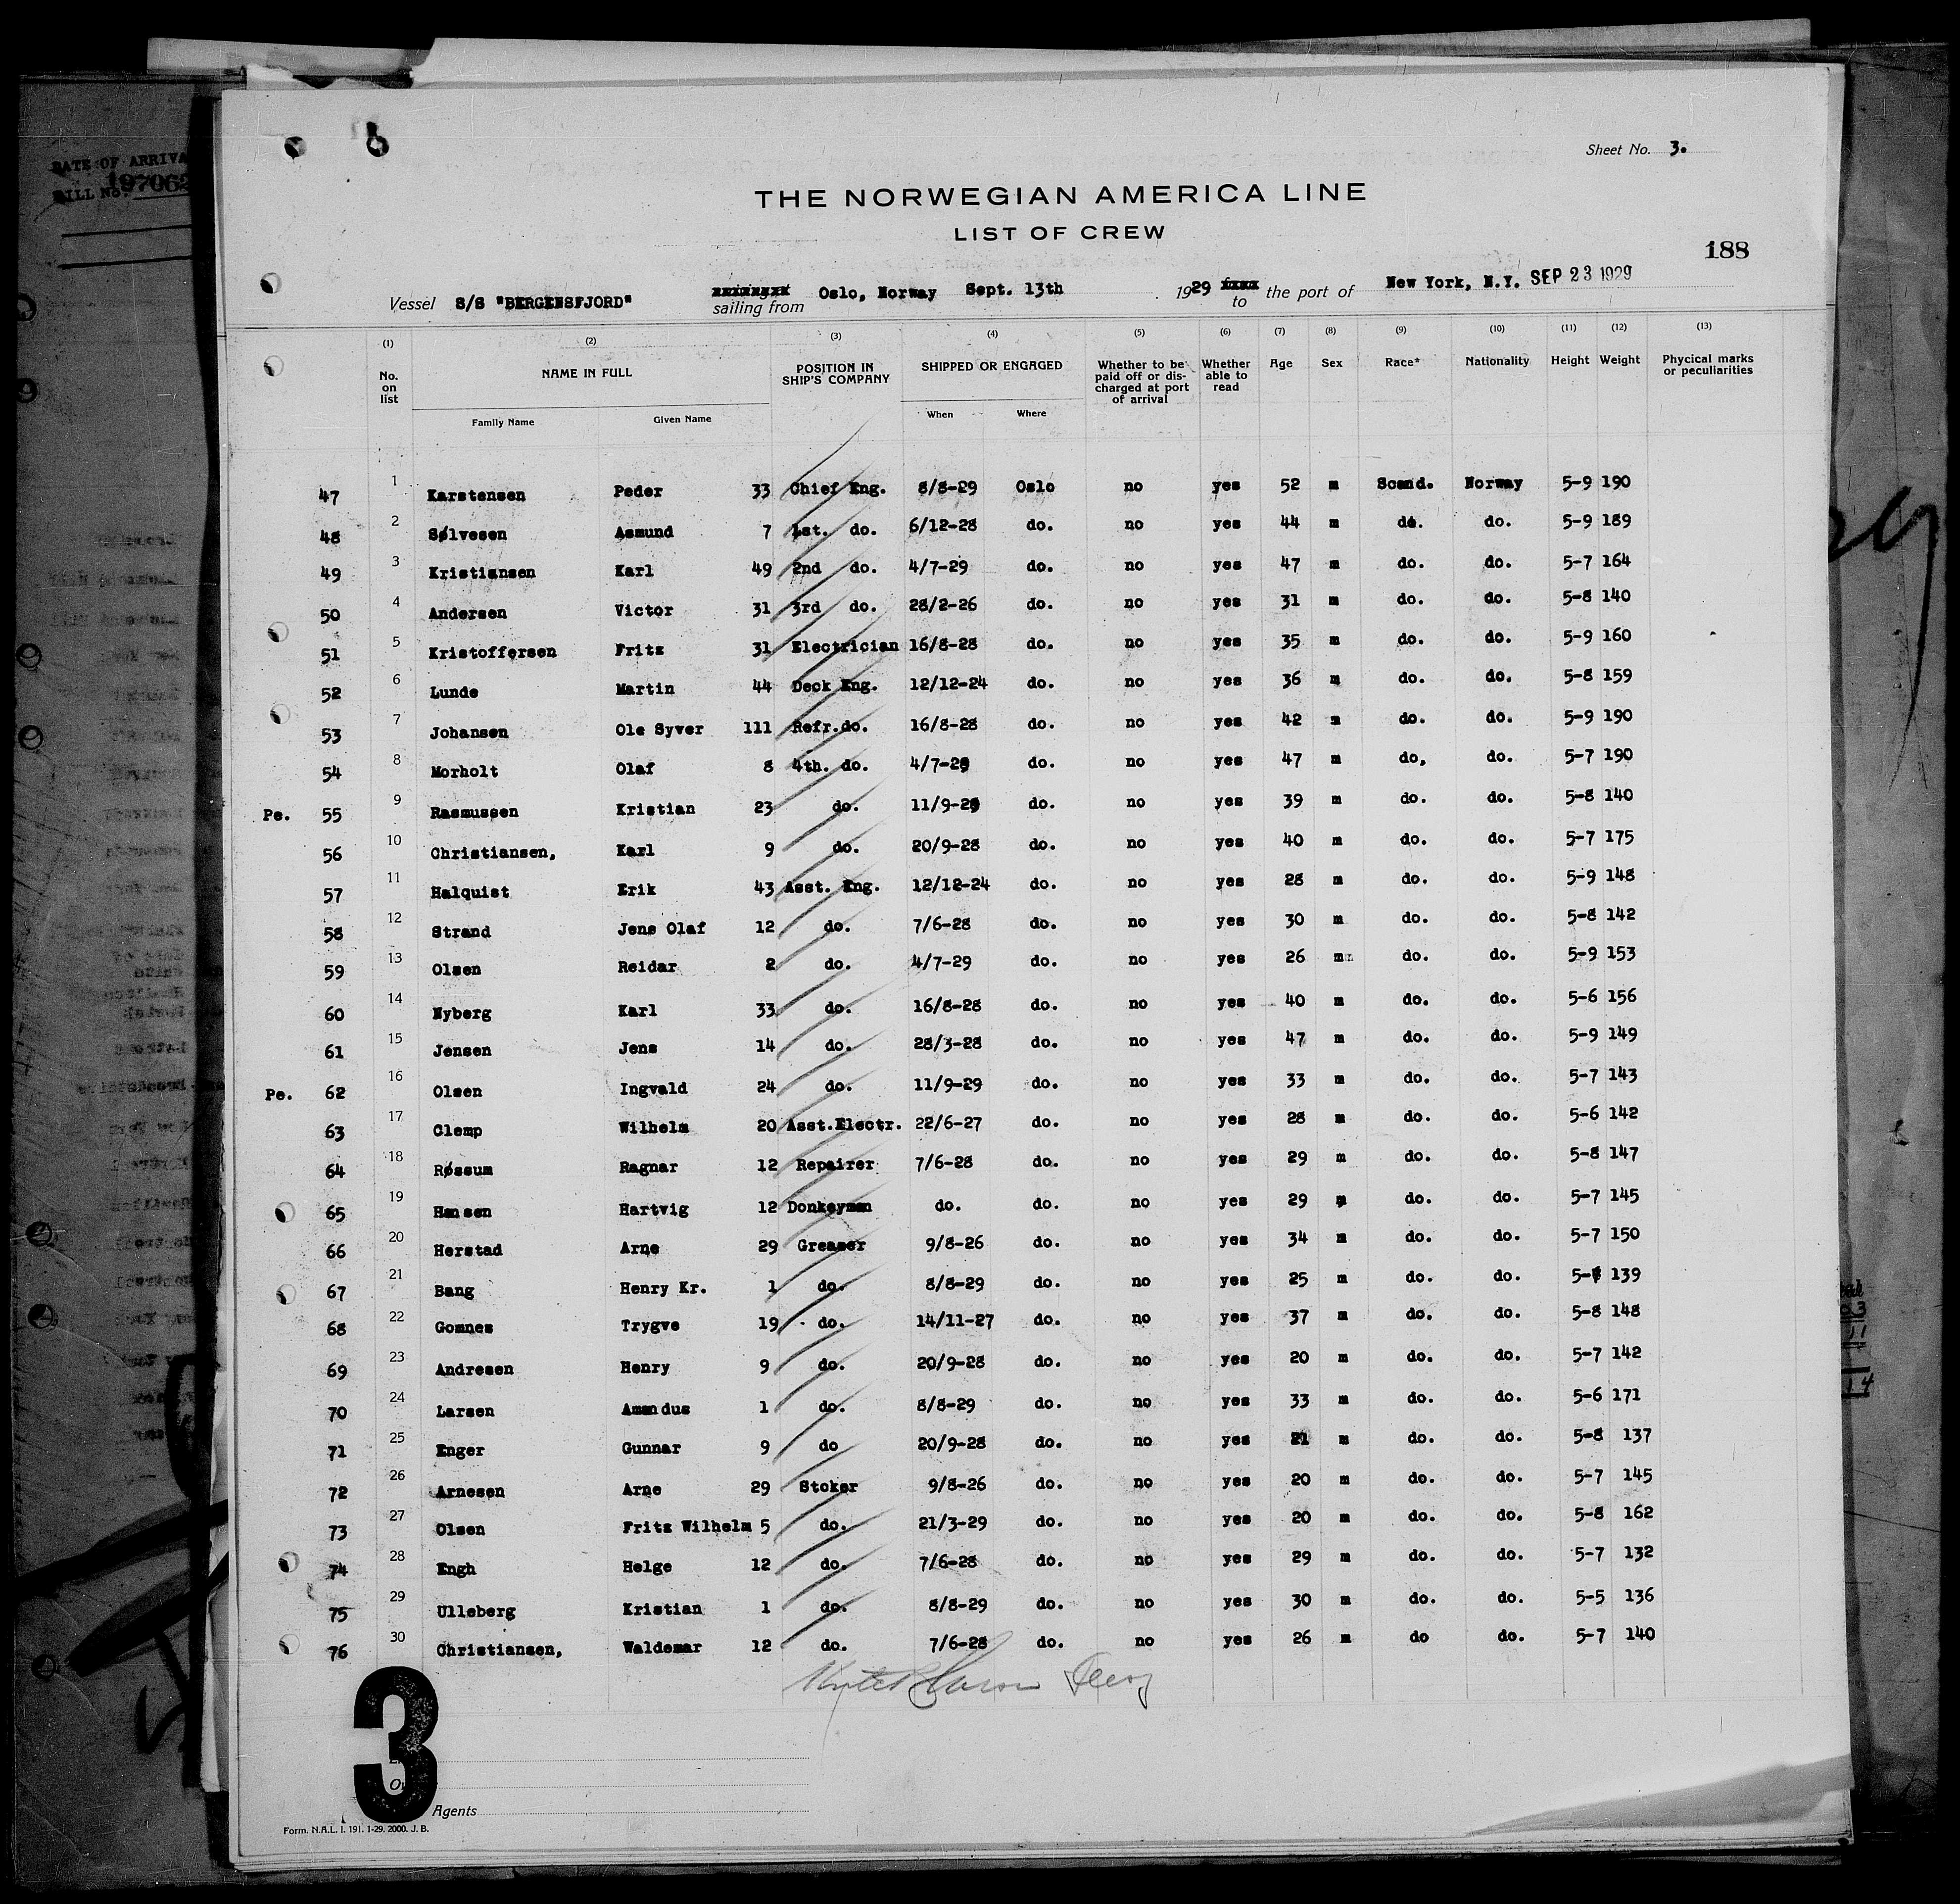 DATE OF ARRIVA
BILL No. 197062
Sheet No. 3.
THE NORWEGIAN AMERICA LINE
LIST OF CREW
188
Vessel S/S "BERGENSFJORD" sailing from Oslo, Norway Sept. 13th 1929 to the port of New York, N.Y. SEP 23 1929
(1) (2) (3) (4) (5) (6) (7) (8) (9) (10) (11) (12) (13)
No. on list NAME IN FULL POSITION IN SHIP'S COMPANY SHIPPED OR ENGAGED Whether to be paid off or discharged at port of arrival Whether able to read Age Sex Race* Nationality Height Weight Phycical marks or peculiarities
Family Name Given Name When Where
47 1 Karstensen Peder 33 Chief Eng. 8/8-29 Oslo no yes 52 m Scand. Norway 5-9 190
48 2 Sølvesen Asmund 7 1st. do. 6/12-28 do. no yes 44 m do. do. 5-9 189
49 3 Kristiansen Karl 49 2nd do. 4/7-29 do. no yes 47 m do. do. 5-7 164
50 4 Andersen Victor 31 3rd do. 28/2-26 do. no yes 31 m do. do. 5-8 140
51 5 Kristoffersen Fritz 31 Electrician 16/8-28 do. no yes 35 m do. do. 5-9 160
52 6 Lunde Martin 44 Deck Eng. 12/12-24 do. no yes 36 m do. do. 5-8 159
53 7 Johansen Ole Syver 111 Refr.do. 16/8-28 do. no yes 42 m do. do. 5-9 190
54 8 Morholt Olaf 8 4th. do. 4/7-29 do. no yes 47 m do, do. 5-7 190
Pe. 55 9 Rasmussen Kristian 23 do. 11/9-29 do. no yes 39 m do. do. 5-8 140
56 10 Christiansen, Karl 9 do. 20/9-28 do. no yes 40 m do. do. 5-7 175
57 11 Halquist Erik 43 Asst. Eng. 12/12-24 do. no yes 28 m do. do. 5-9 148
58 12 Strand Jens Olaf 12 do. 7/6-28 do. no yes 30 m do. do. 5-8 142
59 13 Olsen Reidar 2 do. 4/7-29 do. no yes 26 m do. do. 5-9 153
60 14 Nyberg Karl 33 do. 16/8-28 do. no yes 40 m do. do. 5-6 156
61 15 Jensen Jens 14 do. 28/3-28 do. no yes 47 m do. do. 5-9 149
Pe. 62 16 Olsen Ingvald 24 do. 11/9-29 do. no yes 33 m do. do. 5-7 143
63 17 Clemp Wilhelm 20 Asst.Electr. 22/6-27 do. no yes 28 m do. do. 5-6 142
64 18 Røssum Ragnar 12 Repairer 7/6-28 do. no yes 29 m do. do. 5-8 147
65 19 Hansen Hartvig 12 Donkeyman do. do. no yes 29 m do. do. 5-7 145
66 20 Herstad Arne 29 Greaser 9/8-26 do. no yes 34 m do. do. 5-7 150
67 21 Bang Henry Kr. 1 do. 8/8-29 do. no yes 25 m do. do. 139
68 22 Gomnes Trygve 19 do. 14/11-27 do. no yes 37 m do. do. 5-8 148
69 23 Andresen Henry 9 do. 20/9-28 do. no yes 20 m do. do. 5-7 142
70 24 Larsen Amandus 1 do. 8/8-29 do. no yes 33 m do. do. 5-6 171
71 25 Enger Gunnar 9 do 20/9-28 do. no yes 21 m do. do. 5-8 137
72 26 Arnesen Arne 29 Stoker 9/8-26 do. no yes 20 m do. do. 5-7 145
73 27 Olsen Fritz Wilhelm 5 do. 21/3-29 do. no yes 20 m do. do. 5-8 162
74 28 Engh Helge 12 do. 7/6-28 do. no yes 29 m do. do. 5-7 132
75 29 Ulleberg Kristian 1 do. 8/8-29 do. no yes 30 m do. do. 5-5 136
76 30 Christiansen, Waldemar 12 do. 7/6-28 do. no yes 26 m do do. 5-7 140
3
Agents
Form. N.A.L. I. 191. 1-29. 2000. J. B.